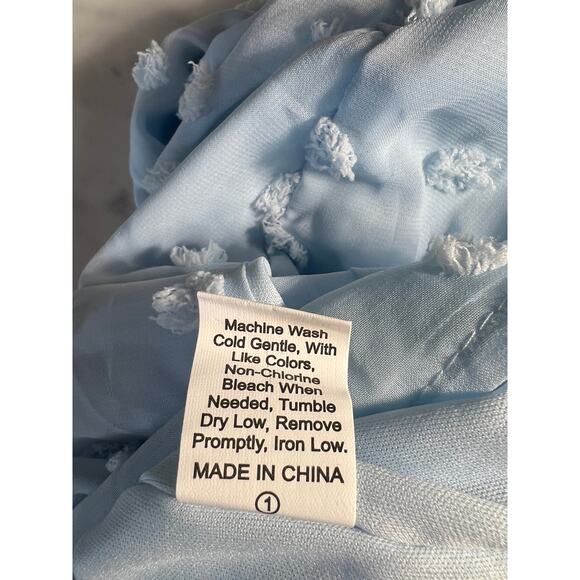 Machine Wash
Cold Gentle, With
Like Colors,
Non-Chlorine
Bleach When
Needed, Tumble
Dry Low, Remove
Promptly, Iron Low.
MADE IN CHINA
①